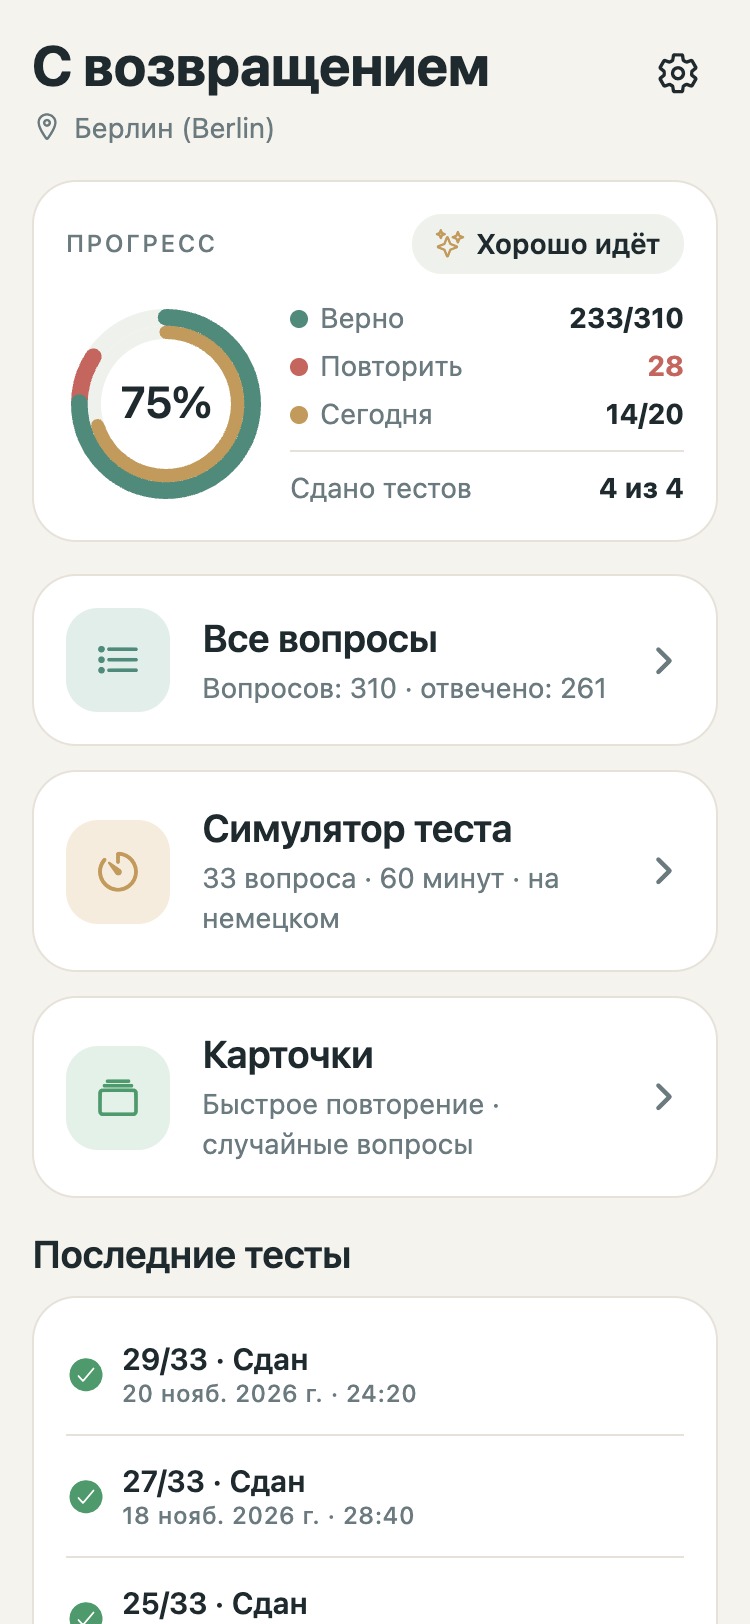 С возвращением
Берлин (Berlin)
ПРОГРЕСС
Хорошо идёт
75%
Верно 233/310
Повторить 28
Сегодня 14/20
Сдано тестов 4 из 4
Все вопросы
Вопросов: 310 · отвечено: 261
Симулятор теста
33 вопроса · 60 минут · на
немецком
Карточки
Быстрое повторение ·
случайные вопросы
Последние тесты
29/33 · Сдан
20 нояб. 2026 г. · 24:20
27/33 · Сдан
18 нояб. 2026 г. · 28:40
25/33 · Сдан